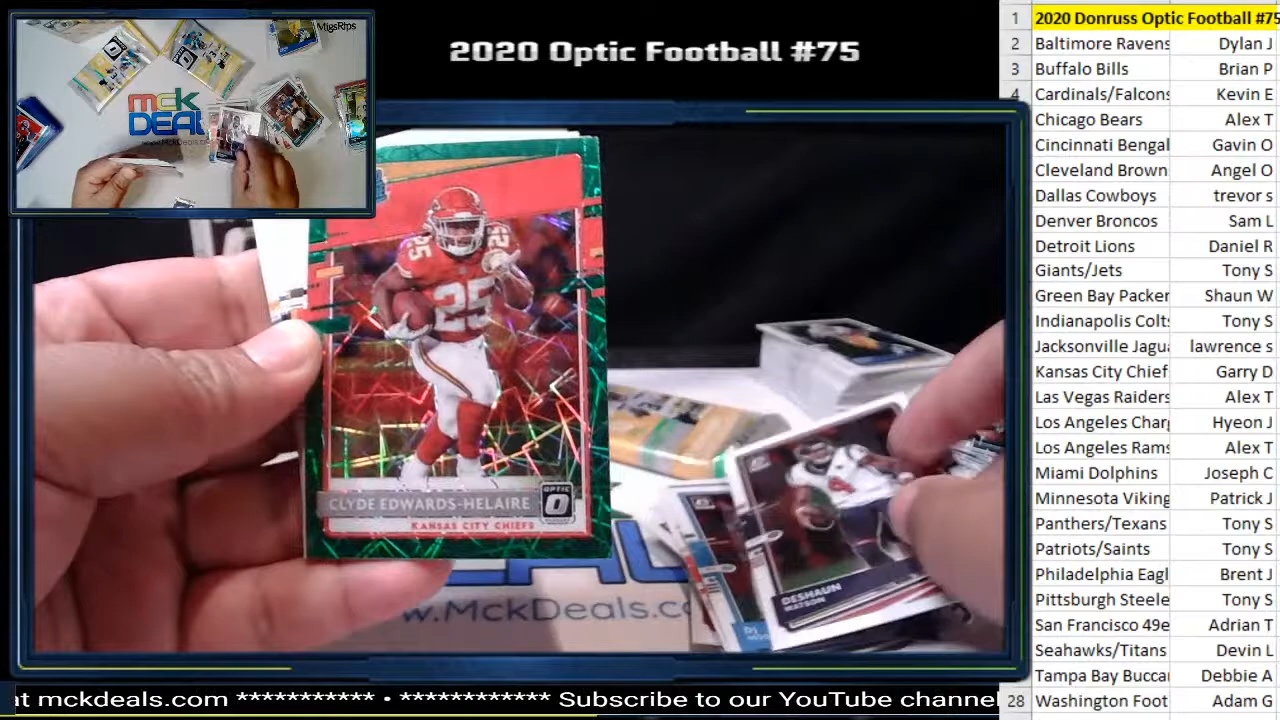 MigsRips
mck
DEAL
2020 Optic Football #75
25
25
CLYDE EDWARDS-HELAIRE
OPTIC
KANSAS CITY CHIEFS
DESHAUN
WATSON
www.MckDeals.co
at mckdeals.com *********** • ************ Subscribe to our YouTube channel
1 2020 Donruss Optic Football #75
2 Baltimore Ravens Dylan J
3 Buffalo Bills Brian P
4 Cardinals/Falcons Kevin E
Chicago Bears Alex T
Cincinnati Bengal Gavin O
Cleveland Brown Angel O
Dallas Cowboys trevor s
Denver Broncos Sam L
Detroit Lions Daniel R
Giants/Jets Tony S
Green Bay Packer Shaun W
Indianapolis Colt Tony S
Jacksonville Jagu lawrence s
Kansas City Chief Garry D
Las Vegas Raiders Alex T
Los Angeles Char Hyeon J
Los Angeles Rams Alex T
Miami Dolphins Joseph C
Minnesota Viking Patrick J
Panthers/Texans Tony S
Patriots/Saints Tony S
Philadelphia Eagl Brent J
Pittsburgh Steele Tony S
San Francisco 49e Adrian T
Seahawks/Titans Devin L
Tampa Bay Bucca Debbie A
28 Washington Foot Adam G